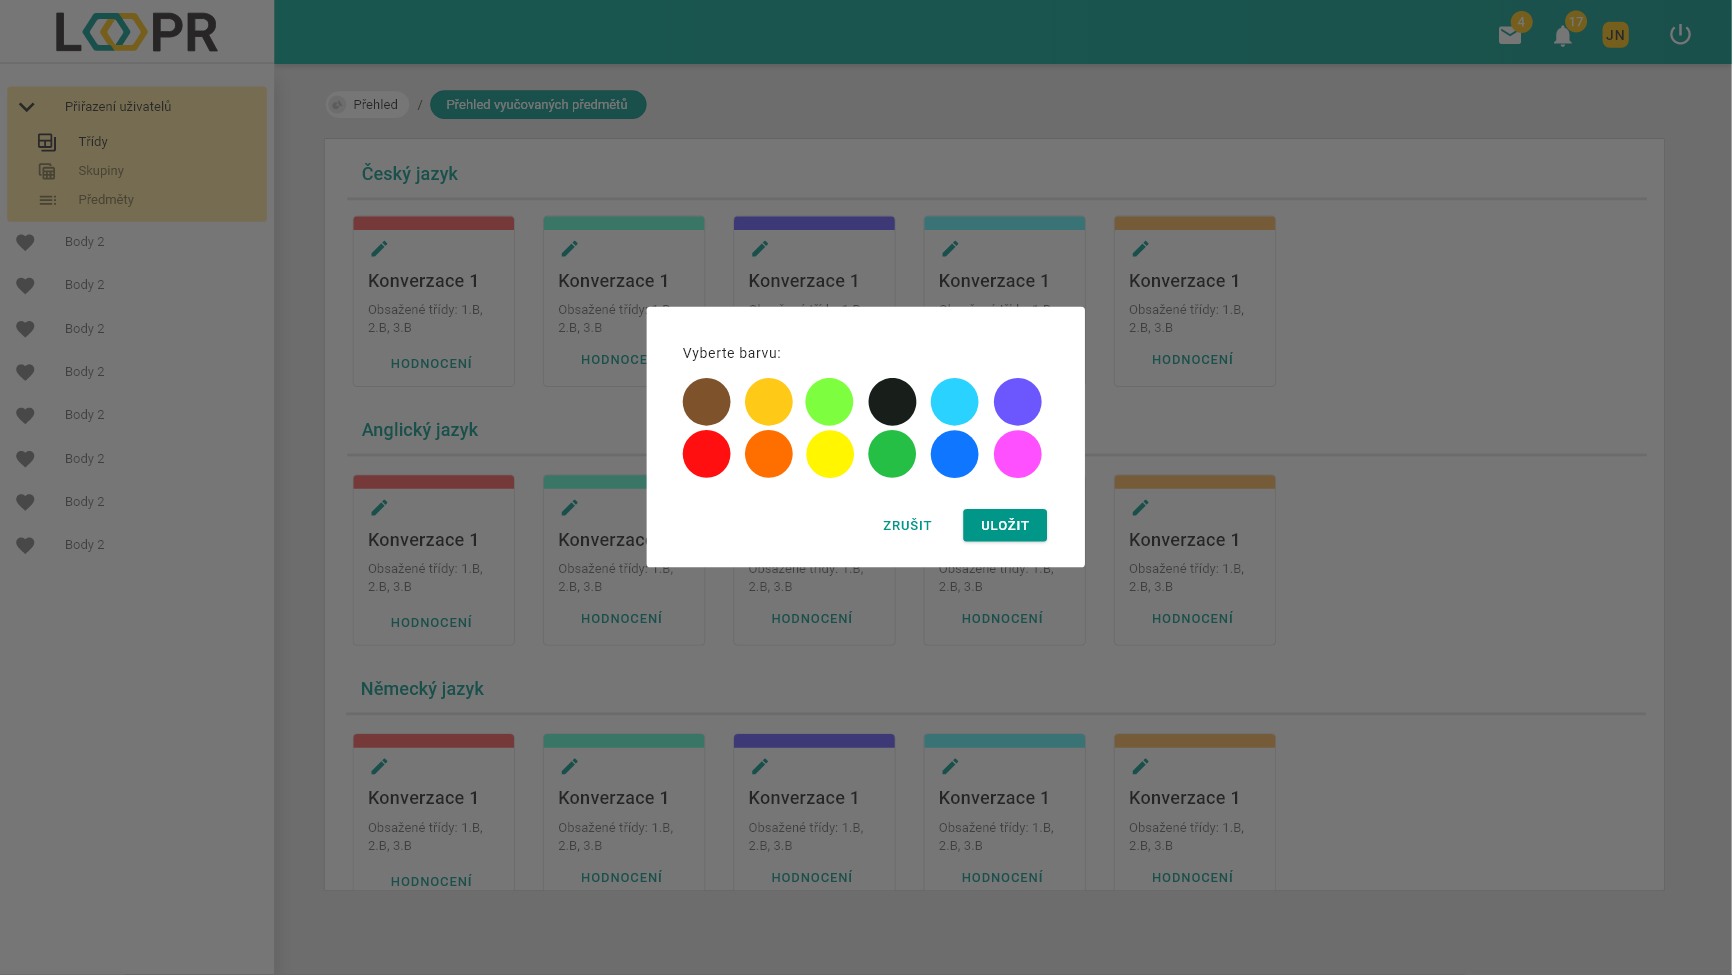 LOOPR
4
17
JN
Přiřazení uživatelů
Třídy
Skupiny
Předměty
Body 2
Body 2
Body 2
Body 2
Body 2
Body 2
Body 2
Body 2
Přehled / Přehled vyučovaných předmětů
Český jazyk
Konverzace 1 Konverzace 1 Konverzace 1 Konverzace 1 Konverzace 1
Obsažené třídy: 1.B, Obsažené třídy: 1.B, Obsažené třídy: 1.B, Obsažené třídy: 1.B, Obsažené třídy: 1.B,
2.B, 3.B 2.B, 3.B 2.B, 3.B
HODNOCENÍ HODNOCE HODNOCENÍ
Vyberte barvu:
ZRUŠIT ULOŽIT
Anglický jazyk
Konverzace 1 Konverzac Konverzace 1
Obsažené třídy: 1.B, Obsažené třídy: 1.B, Obsažené třídy: 1.B, Obsažené třídy: 1.B, Obsažené třídy: 1.B,
2.B, 3.B 2.B, 3.B 2.B, 3.B 2.B, 3.B 2.B, 3.B
HODNOCENÍ HODNOCENÍ HODNOCENÍ HODNOCENÍ HODNOCENÍ
Německý jazyk
Konverzace 1 Konverzace 1 Konverzace 1 Konverzace 1 Konverzace 1
Obsažené třídy: 1.B, Obsažené třídy: 1.B, Obsažené třídy: 1.B, Obsažené třídy: 1.B, Obsažené třídy: 1.B,
2.B, 3.B 2.B, 3.B 2.B, 3.B 2.B, 3.B 2.B, 3.B
HODNOCENÍ HODNOCENÍ HODNOCENÍ HODNOCENÍ HODNOCENÍ